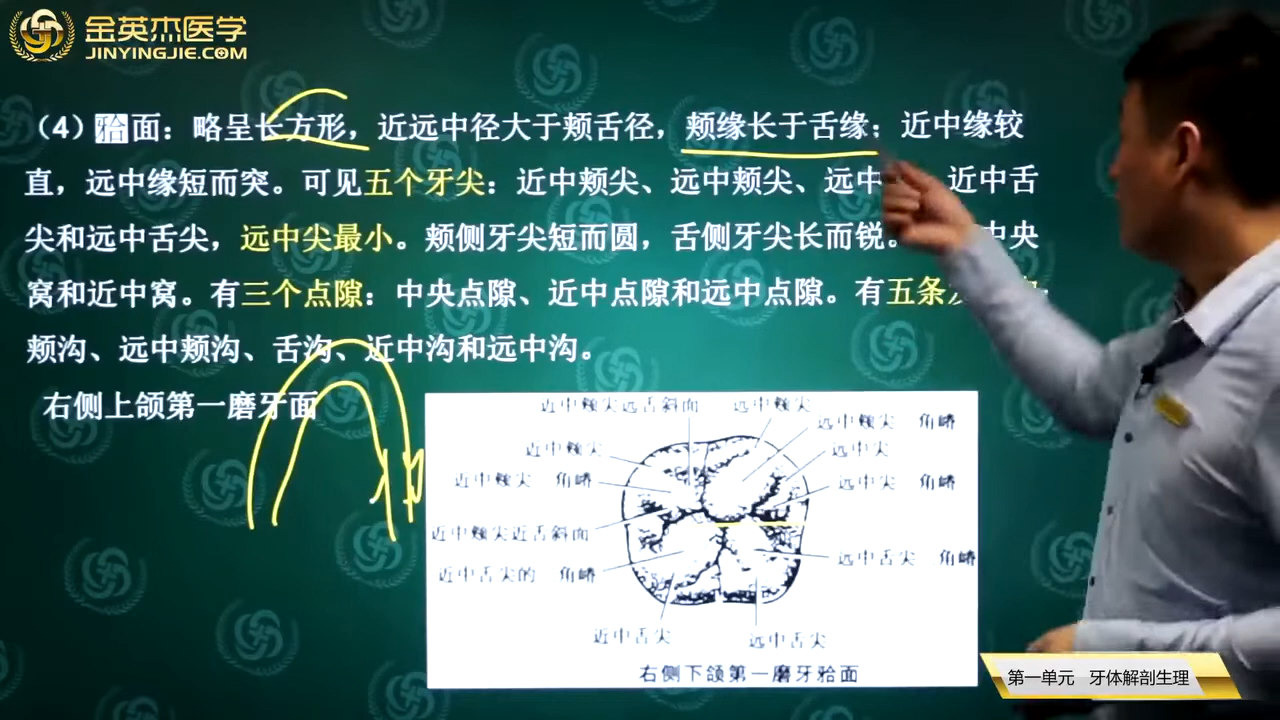 金英杰医学
JINYINGJIE.COM
（4）牙合面：略呈长方形，近远中径大于颊舌径，颊缘长于舌缘；近中缘较
直，远中缘短而突。可见五个牙尖：近中颊尖、远中颊尖、远中 近中舌
尖和远中舌尖，远中尖最小。颊侧牙尖短而圆，舌侧牙尖长而锐。 中央
窝和近中窝。有三个点隙：中央点隙、近中点隙和远中点隙。有五条
颊沟、远中颊沟、舌沟、近中沟和远中沟。
右侧上颌第一磨牙面
近中颊尖远舌斜面 远中颊尖
远中颊尖 角嵴
近中颊尖 远中尖
近中颊尖 角嵴 远中尖 角嵴
近中颊尖近舌斜面
远中舌尖 角嵴
近中舌尖的 角嵴
近中舌尖 远中舌尖
右侧下颌第一磨牙𬌗面
第一单元 牙体解剖生理